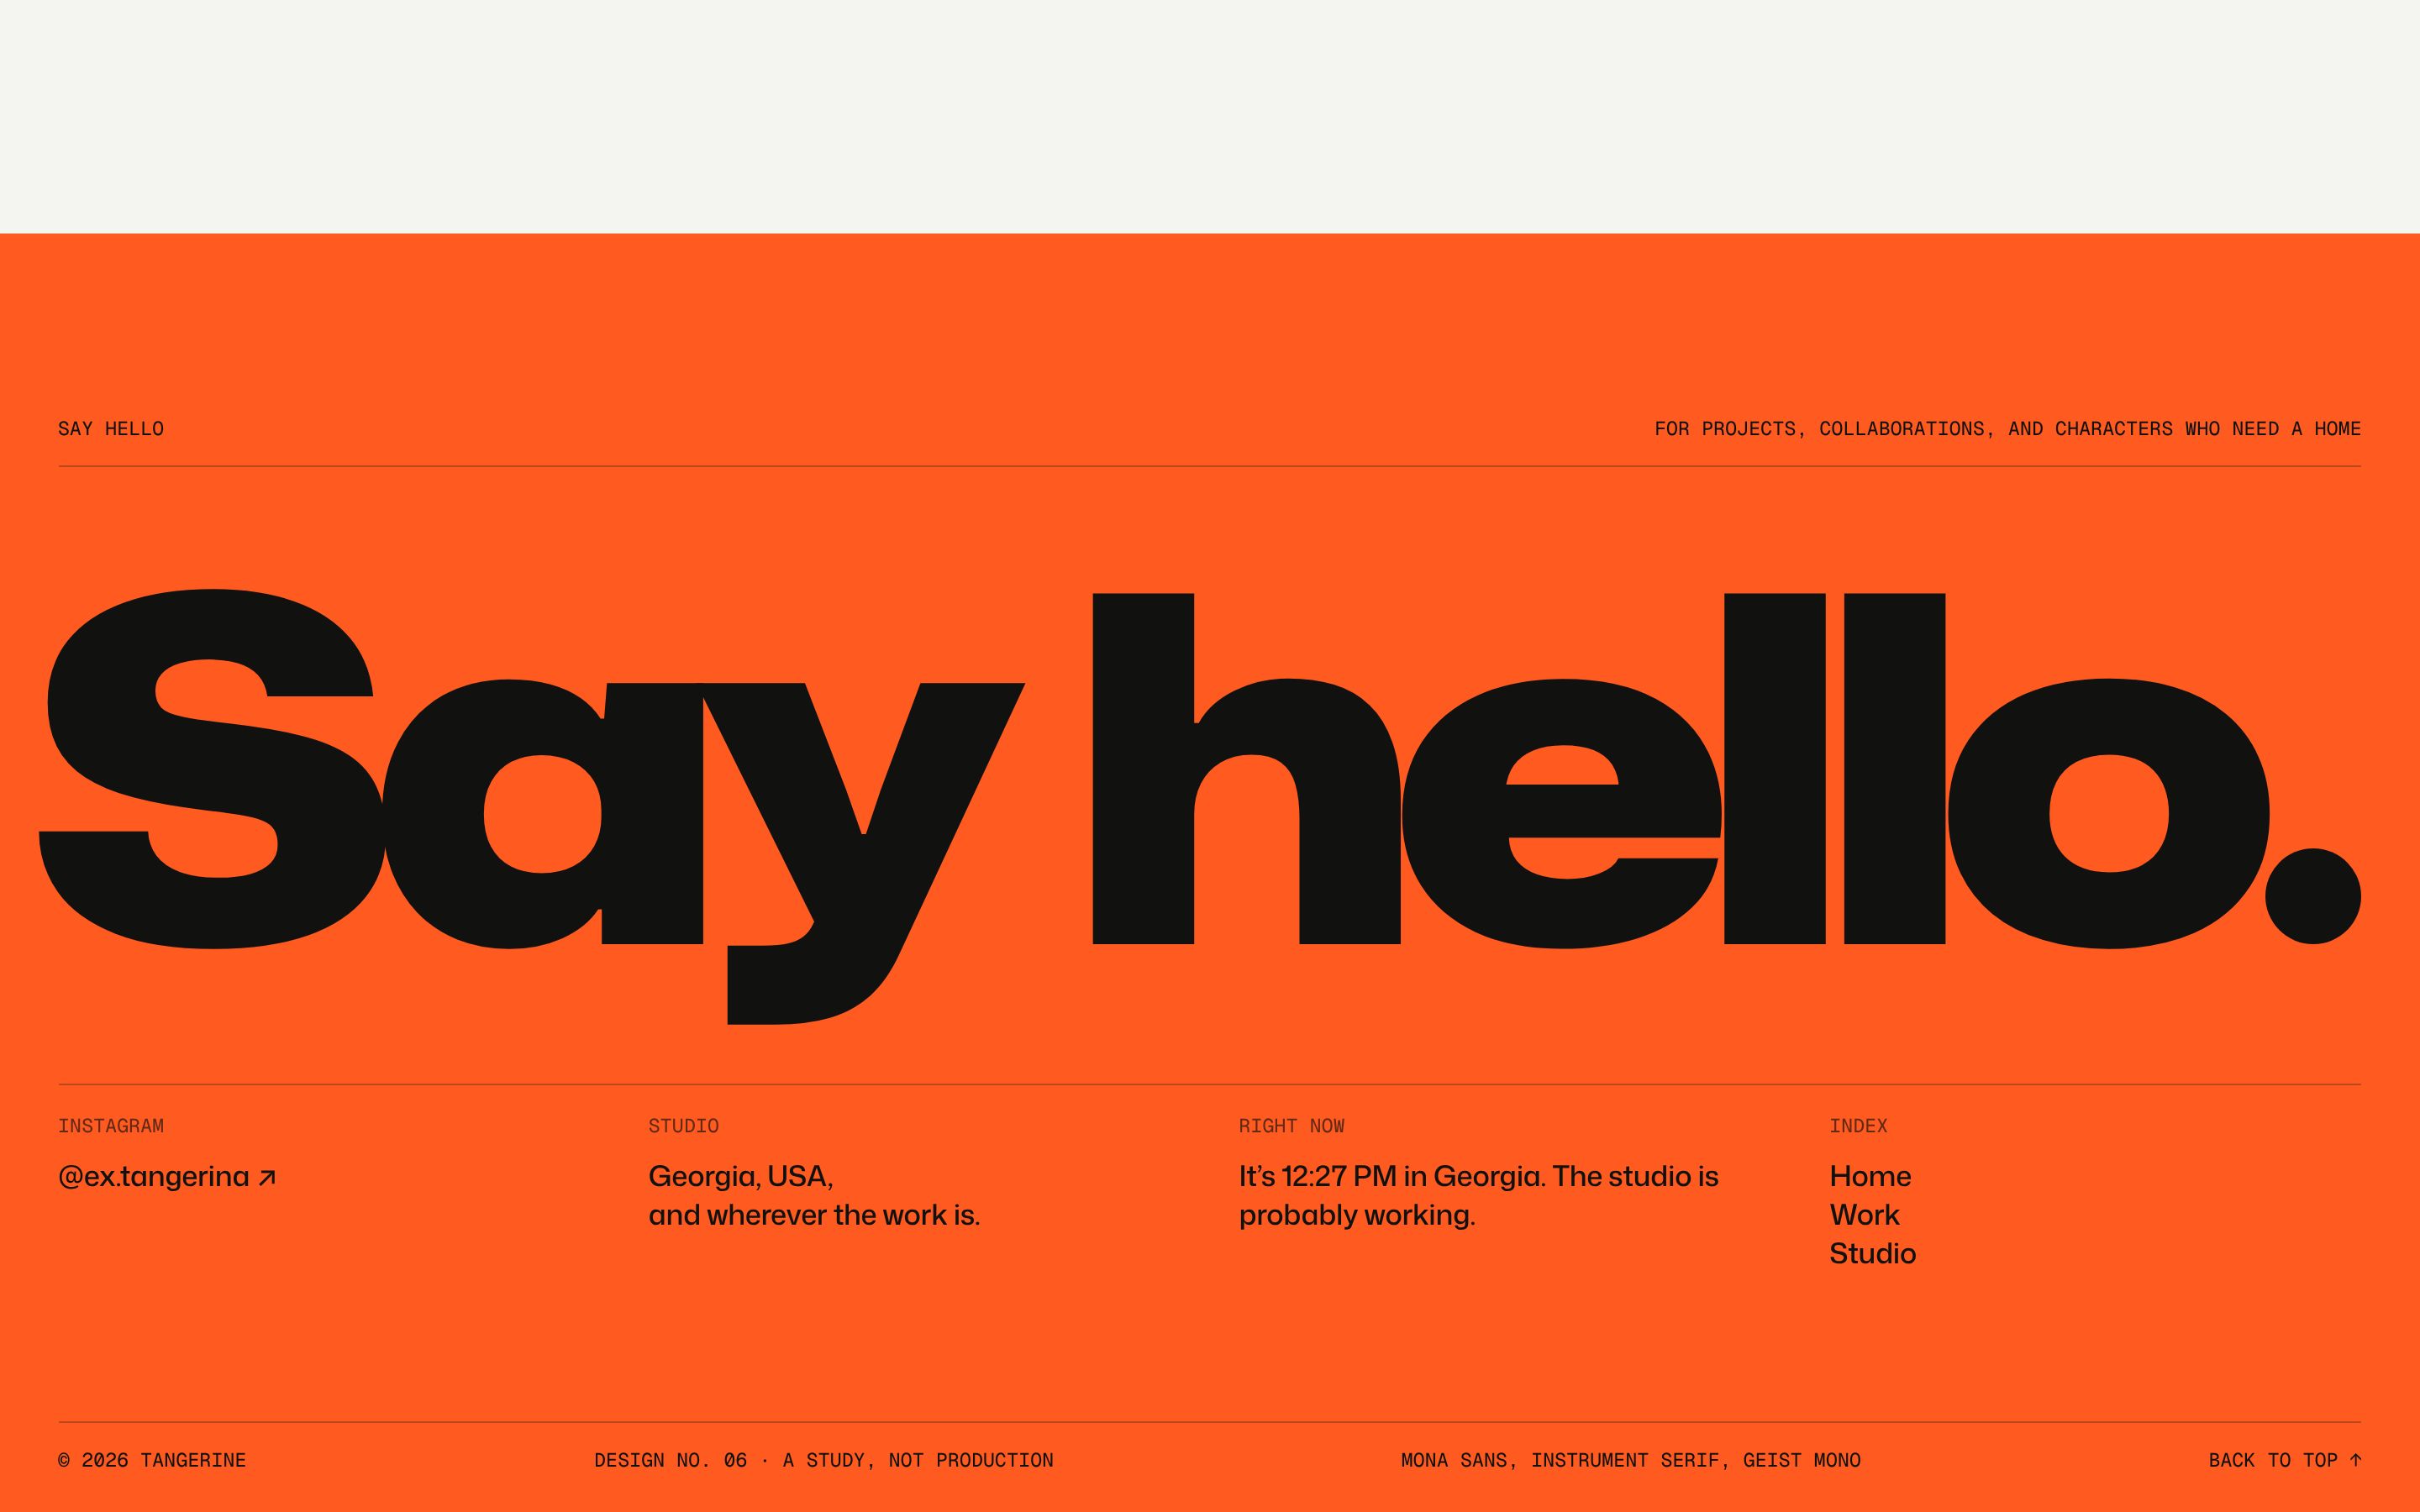 SAY HELLO
FOR PROJECTS, COLLABORATIONS, AND CHARACTERS WHO NEED A HOME
Say hello.
INSTAGRAM
@ex.tangerina ↗
STUDIO
Georgia, USA,
and wherever the work is.
RIGHT NOW
It’s 12:27 PM in Georgia. The studio is
probably working.
INDEX
Home
Work
Studio
© 2026 TANGERINE
DESIGN NO. 06 · A STUDY, NOT PRODUCTION
MONA SANS, INSTRUMENT SERIF, GEIST MONO
BACK TO TOP ↑